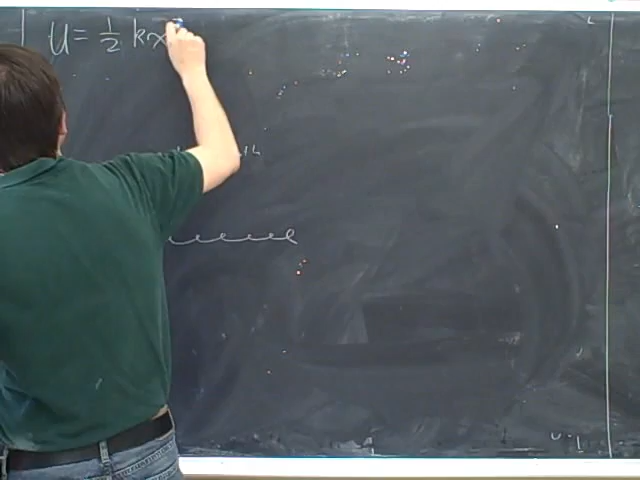 U = ½ kx